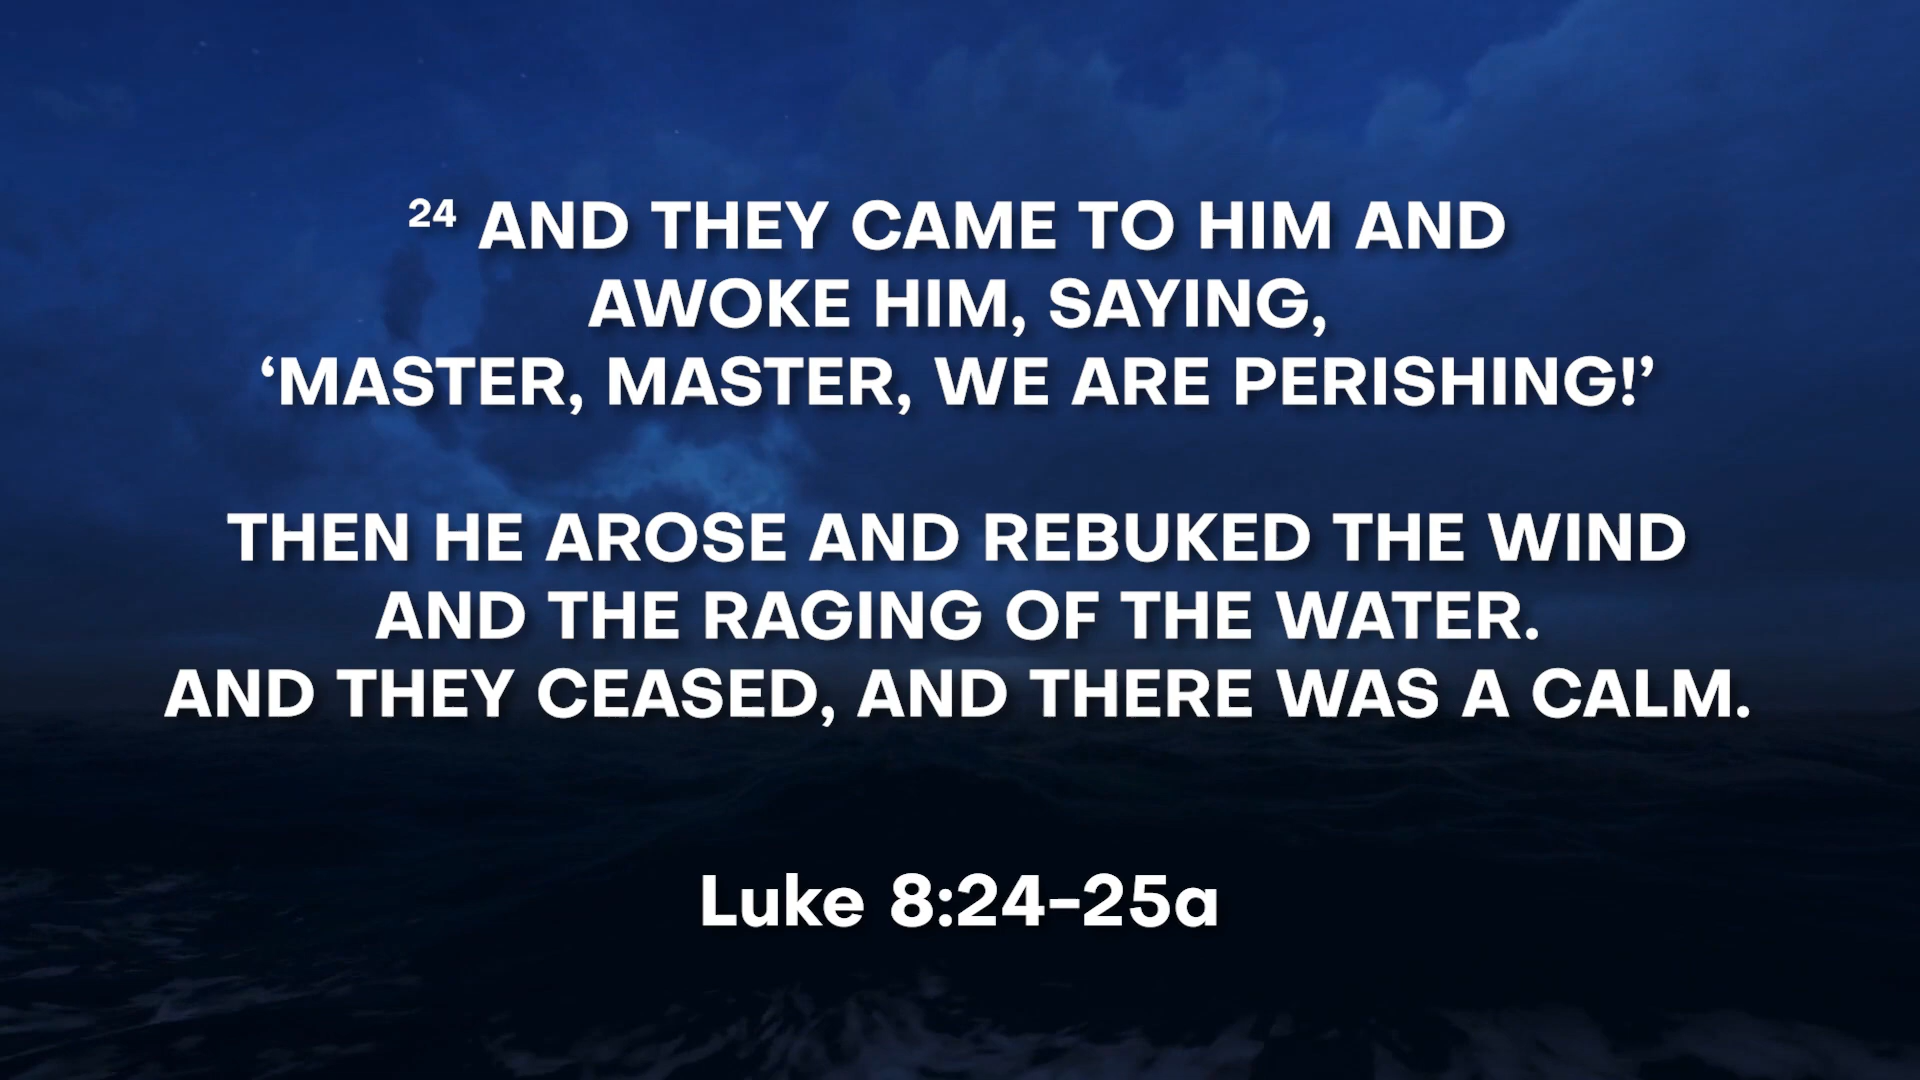 ²⁴ AND THEY CAME TO HIM AND
AWOKE HIM, SAYING,
‘MASTER, MASTER, WE ARE PERISHING!’
THEN HE AROSE AND REBUKED THE WIND
AND THE RAGING OF THE WATER.
AND THEY CEASED, AND THERE WAS A CALM.
Luke 8:24-25a